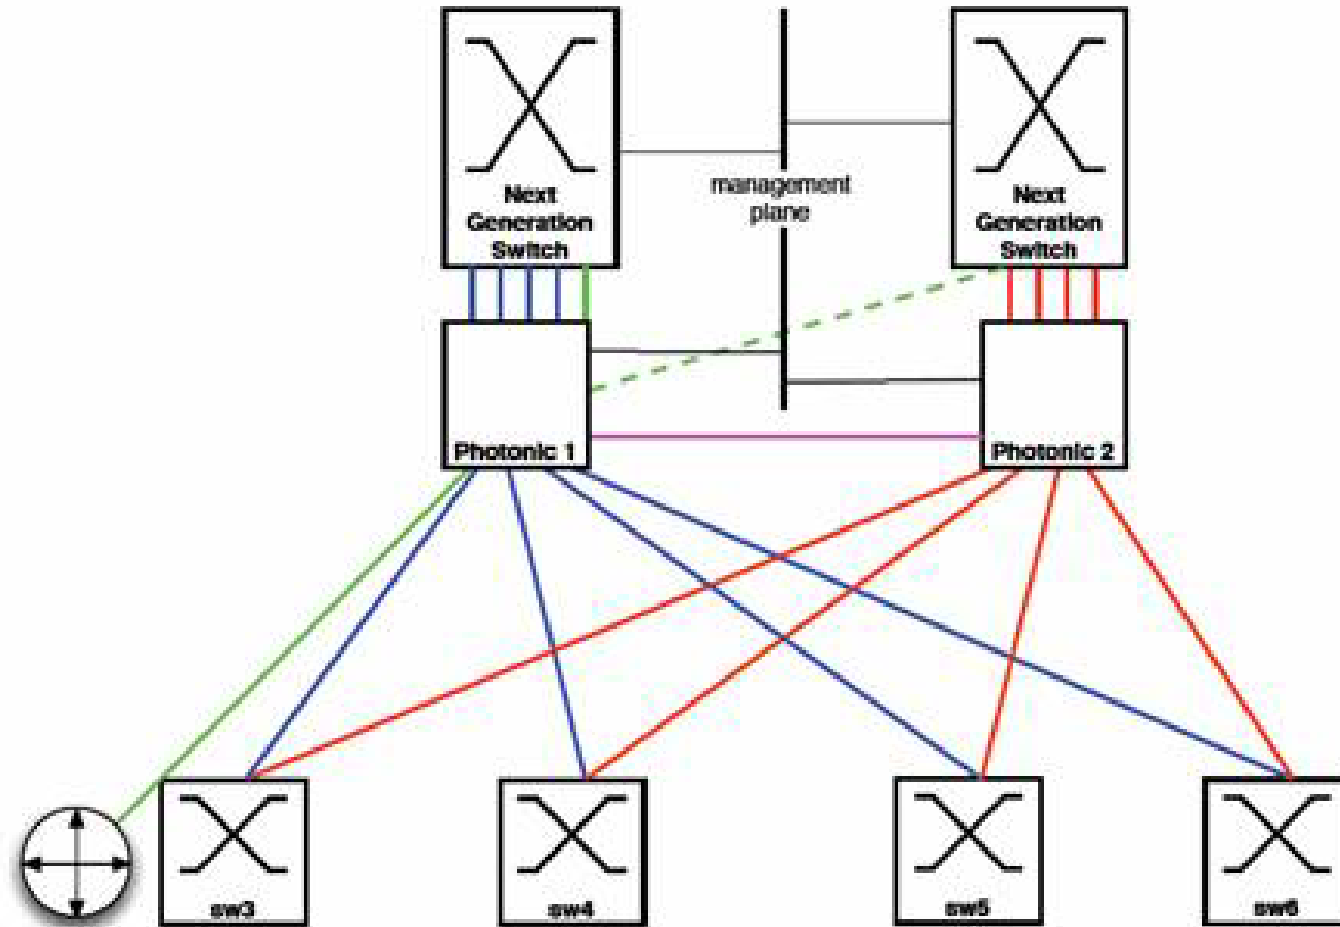 Next
Generation
Switch
management
plane
Next
Generation
Switch
Photonic 1
Photonic 2
sw3
sw4
sw5
sw6